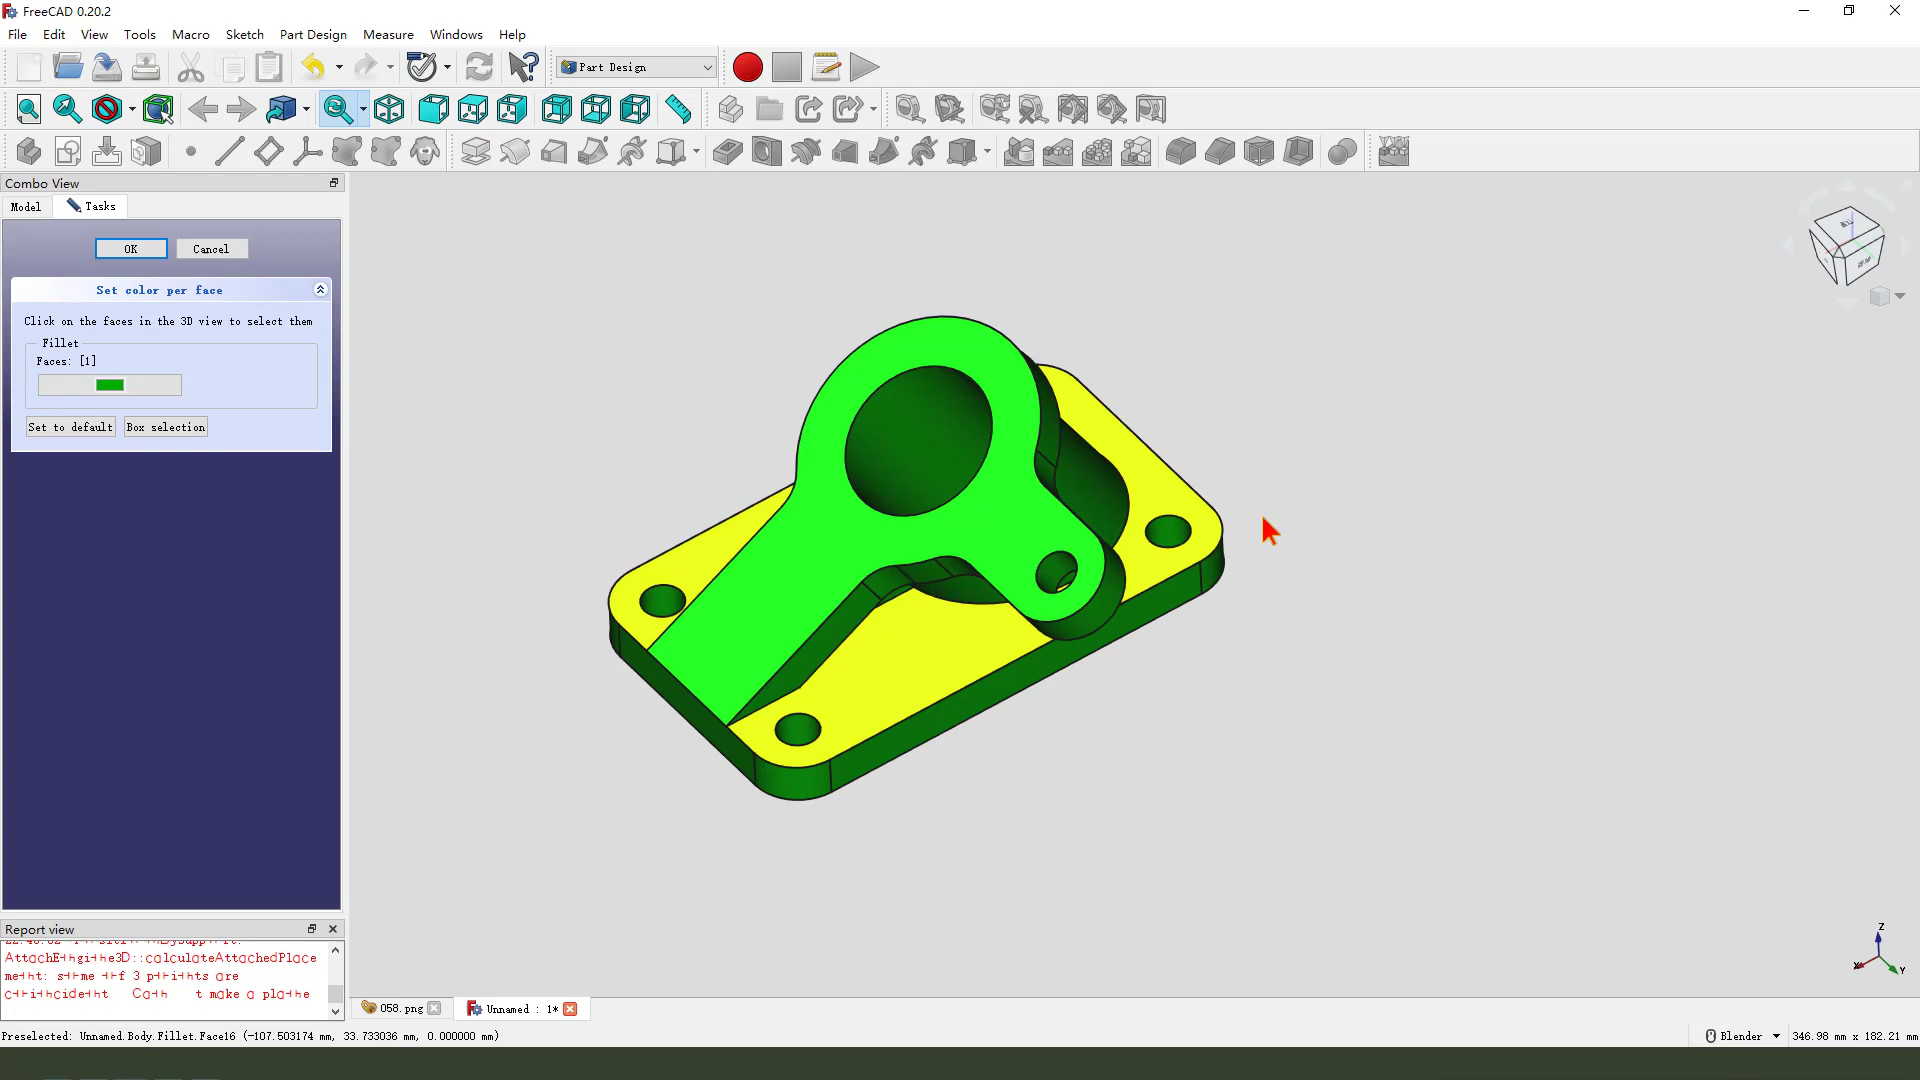 FreeCAD 0.20.2
File Edit View Tools Macro Sketch Part Design Measure Windows Help
Part Design
Combo View
Model Tasks
OK Cancel
Set color per face
Click on the faces in the 3D view to select them
Fillet
Faces: [1]
Set to default Box selection
Report view
058.png Unnamed : 1*
Preselected: Unnamed.Body.Fillet.Face16 (-107.503174 mm, 33.733036 mm, 0.000000 mm)
Blender 346.98 mm x 182.21 mm
Z
X
Y